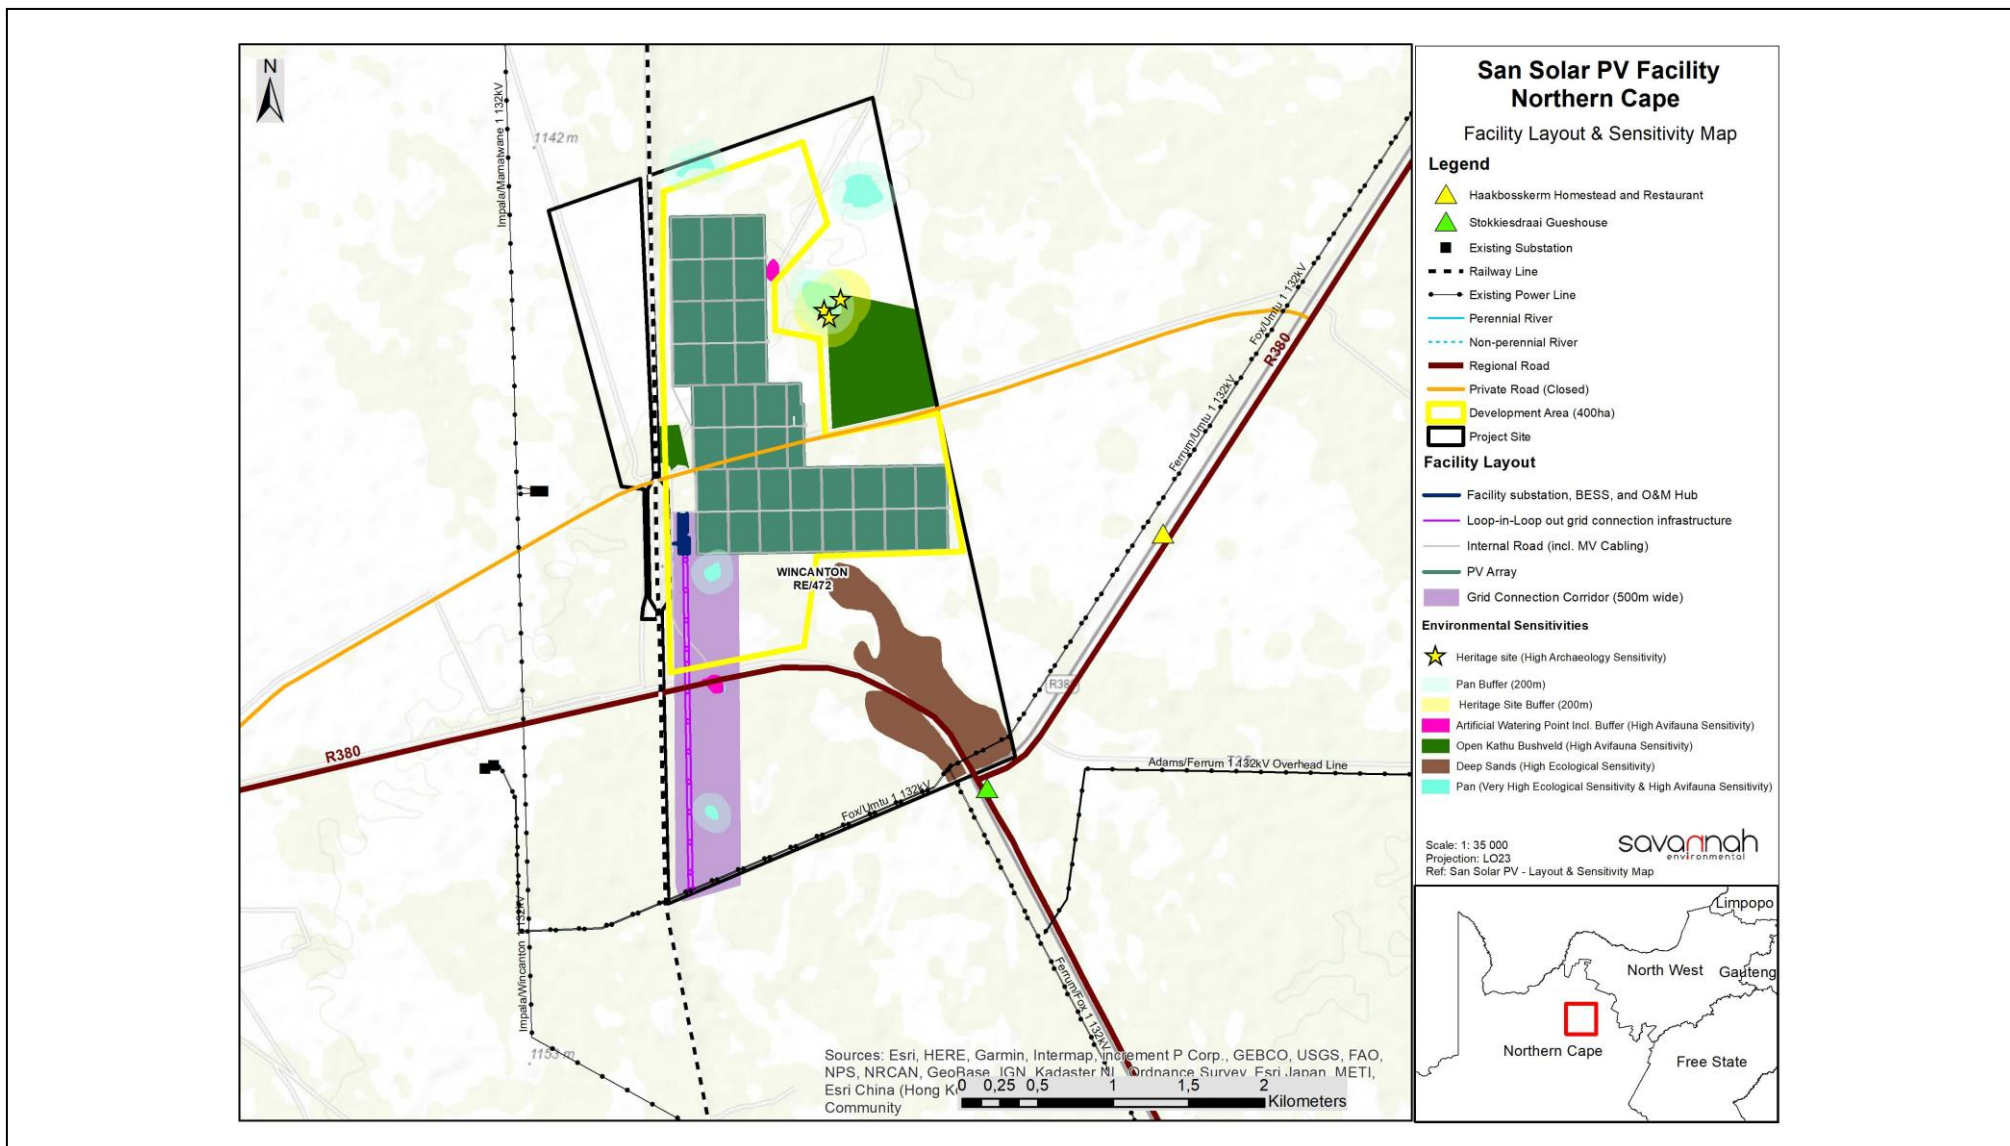 N
1142 m
Impala/Mamatwane 1 132kV
Fox/Umtu 1 132kV
R380
Ferrum/Umtu 1 132kV
WINCANTON
RE/472
R380
Adams/Ferrum 1 132kV Overhead Line
Fox/Umtu 1 132kV
Impala/Wincanton 1 132kV
Ferrum/Fox 1 132kV
1153 m
Sources: Esri, HERE, Garmin, Intermap, increment P Corp., GEBCO, USGS, FAO,
NPS, NRCAN, GeoBase, IGN, Kadaster NL, Ordnance Survey, Esri Japan, METI,
Esri China (Hong
Community
0 0,25 0,5 1 1,5 2
Kilometers
San Solar PV Facility
Northern Cape
Facility Layout & Sensitivity Map
Legend
Haakbosskerm Homestead and Restaurant
Stokkiesdraai Gueshouse
Existing Substation
Railway Line
Existing Power Line
Perennial River
Non-perennial River
Regional Road
Private Road (Closed)
Development Area (400ha)
Project Site
Facility Layout
Facility substation, BESS, and O&M Hub
Loop-in-Loop out grid connection infrastructure
Internal Road (incl. MV Cabling)
PV Array
Grid Connection Corridor (500m wide)
Environmental Sensitivities
Heritage site (High Archaeology Sensitivity)
Pan Buffer (200m)
Heritage Site Buffer (200m)
Artificial Watering Point Incl. Buffer (High Avifauna Sensitivity)
Open Kathu Bushveld (High Avifauna Sensitivity)
Deep Sands (High Ecological Sensitivity)
Pan (Very High Ecological Sensitivity & High Avifauna Sensitivity)
Scale: 1: 35 000
Projection: LO23
Ref: San Solar PV - Layout & Sensitivity Map
savannah
environmental
Limpopo
North West
Gauteng
Northern Cape
Free State